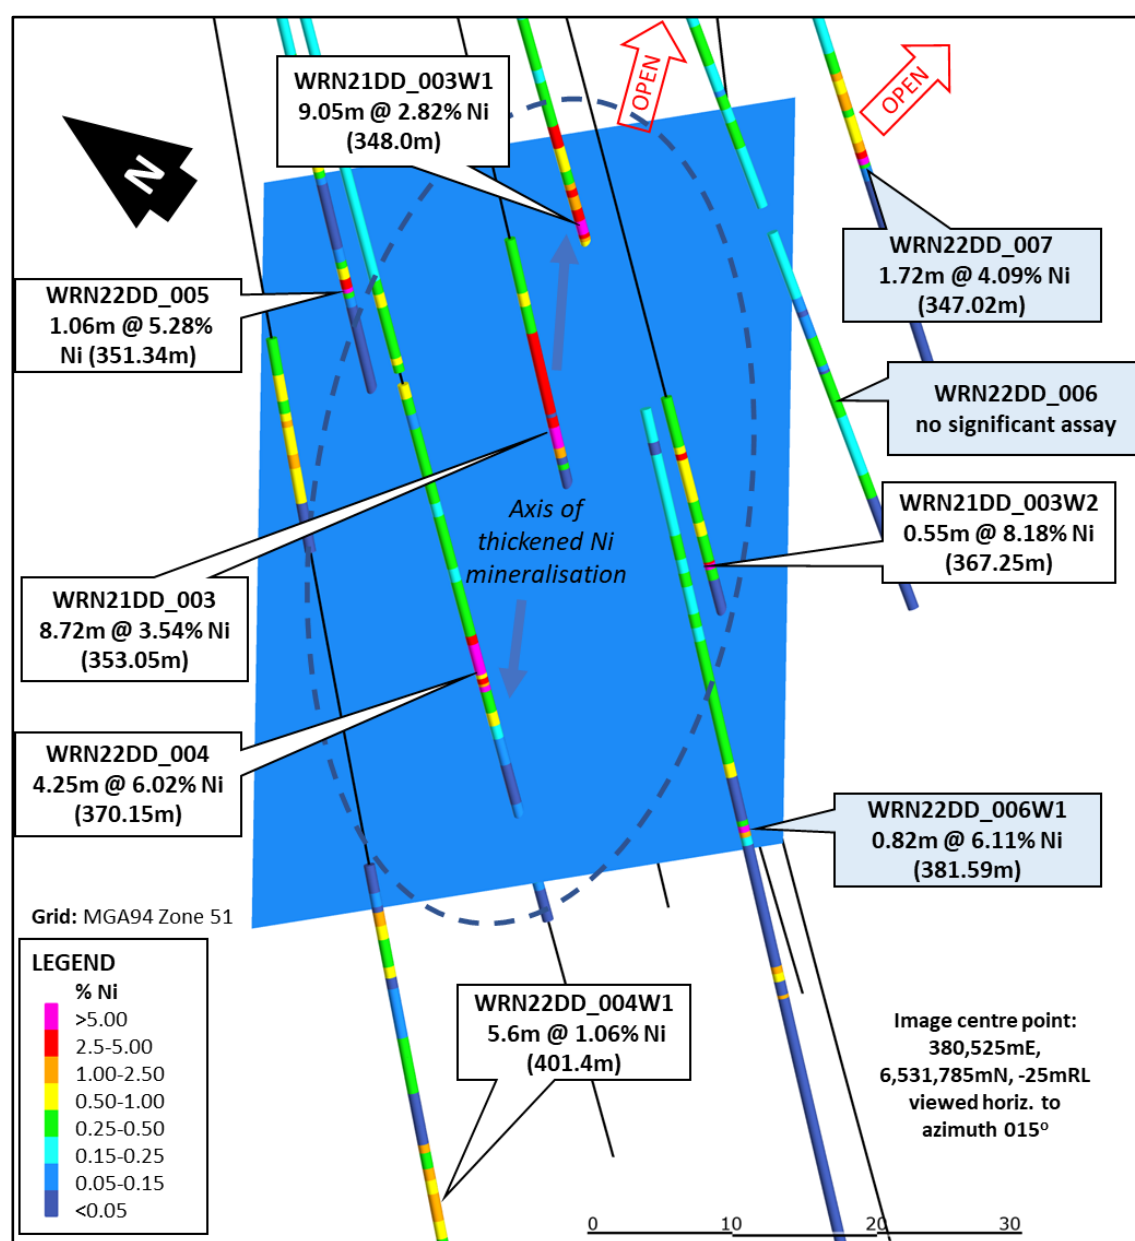 WRN21DD_003W1
9.05m @ 2.82% Ni
(348.0m)
OPEN
OPEN
N
WRN22DD_007
1.72m @ 4.09% Ni
(347.02m)
WRN22DD_005
1.06m @ 5.28%
Ni (351.34m)
WRN22DD_006
no significant assay
WRN21DD_003W2
0.55m @ 8.18% Ni
(367.25m)
Axis of
thickened Ni
mineralisation
WRN21DD_003
8.72m @ 3.54% Ni
(353.05m)
WRN22DD_004
4.25m @ 6.02% Ni
(370.15m)
WRN22DD_006W1
0.82m @ 6.11% Ni
(381.59m)
Grid: MGA94 Zone 51
LEGEND
% Ni
>5.00
2.5-5.00
1.00-2.50
0.50-1.00
0.25-0.50
0.15-0.25
0.05-0.15
<0.05
WRN22DD_004W1
5.6m @ 1.06% Ni
(401.4m)
Image centre point:
380,525mE,
6,531,785mN, -25mRL
viewed horiz. to
azimuth 015º
0 10 20 30